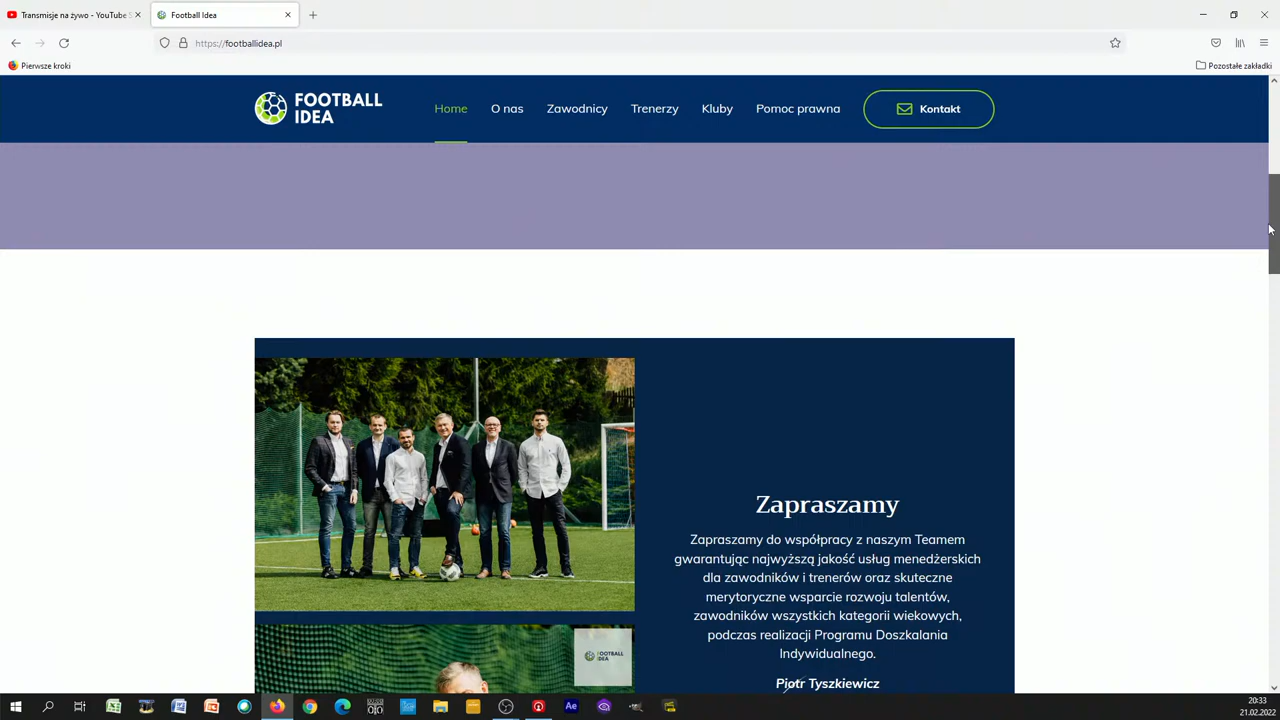 Transmisje na żywo - YouTube S
Football Idea
https://footballidea.pl
Pierwsze kroki
Pozostałe zakładki
FOOTBALL
IDEA
Home
O nas
Zawodnicy
Trenerzy
Kluby
Pomoc prawna
Kontakt
Zapraszamy
Zapraszamy do współpracy z naszym Teamem
gwarantując najwyższą jakość usług menedżerskich
dla zawodników i trenerów oraz skuteczne
merytoryczne wsparcie rozwoju talentów,
zawodników wszystkich kategorii wiekowych,
podczas realizacji Programu Doszkalania
Indywidualnego.
Piotr Tyszkiewicz
FOOTBALL
IDEA
20:33
21.02.2022